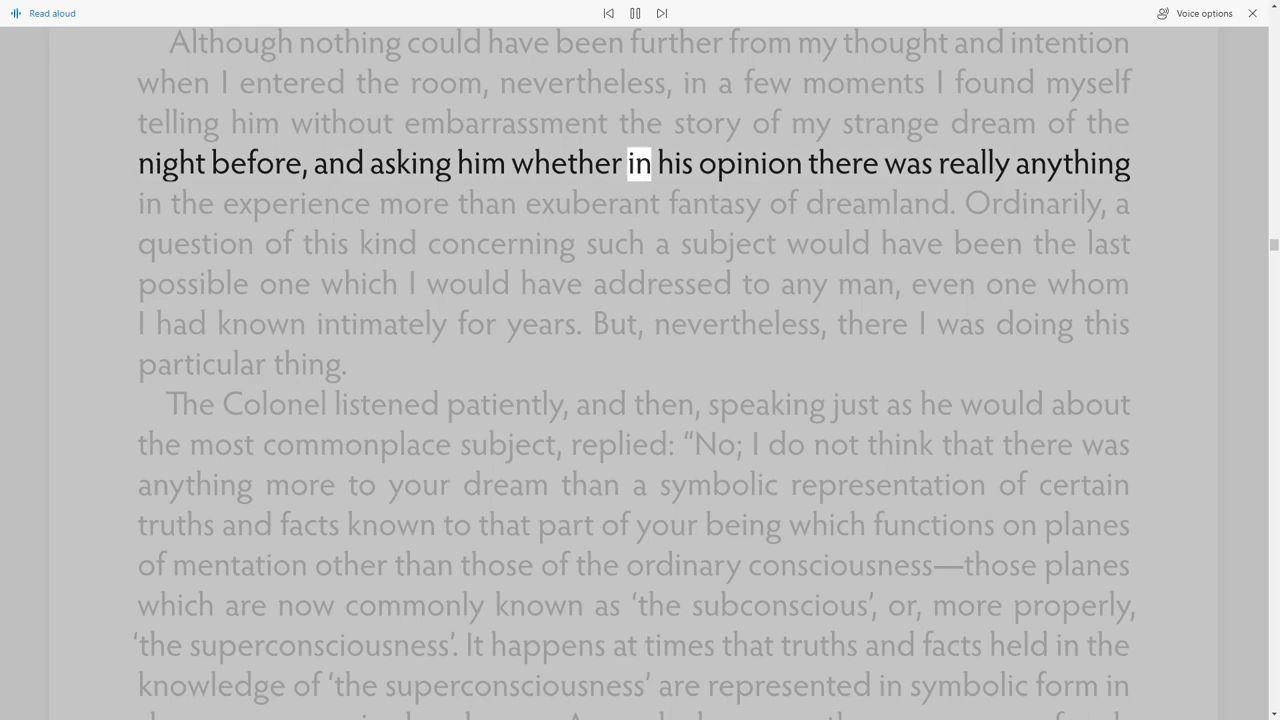 Read aloud
Voice options
Although nothing could have been further from my thought and intention
when I entered the room, nevertheless, in a few moments I found myself
telling him without embarrassment the story of my strange dream of the
night before, and asking him whether in his opinion there was really anything
in the experience more than exuberant fantasy of dreamland. Ordinarily, a
question of this kind concerning such a subject would have been the last
possible one which I would have addressed to any man, even one whom
I had known intimately for years. But, nevertheless, there I was doing this
particular thing.
The Colonel listened patiently, and then, speaking just as he would about
the most commonplace subject, replied: “No; I do not think that there was
anything more to your dream than a symbolic representation of certain
truths and facts known to that part of your being which functions on planes
of mentation other than those of the ordinary consciousness—those planes
which are now commonly known as ‘the subconscious’, or, more properly,
‘the superconsciousness’. It happens at times that truths and facts held in the
knowledge of ‘the superconsciousness’ are represented in symbolic form in